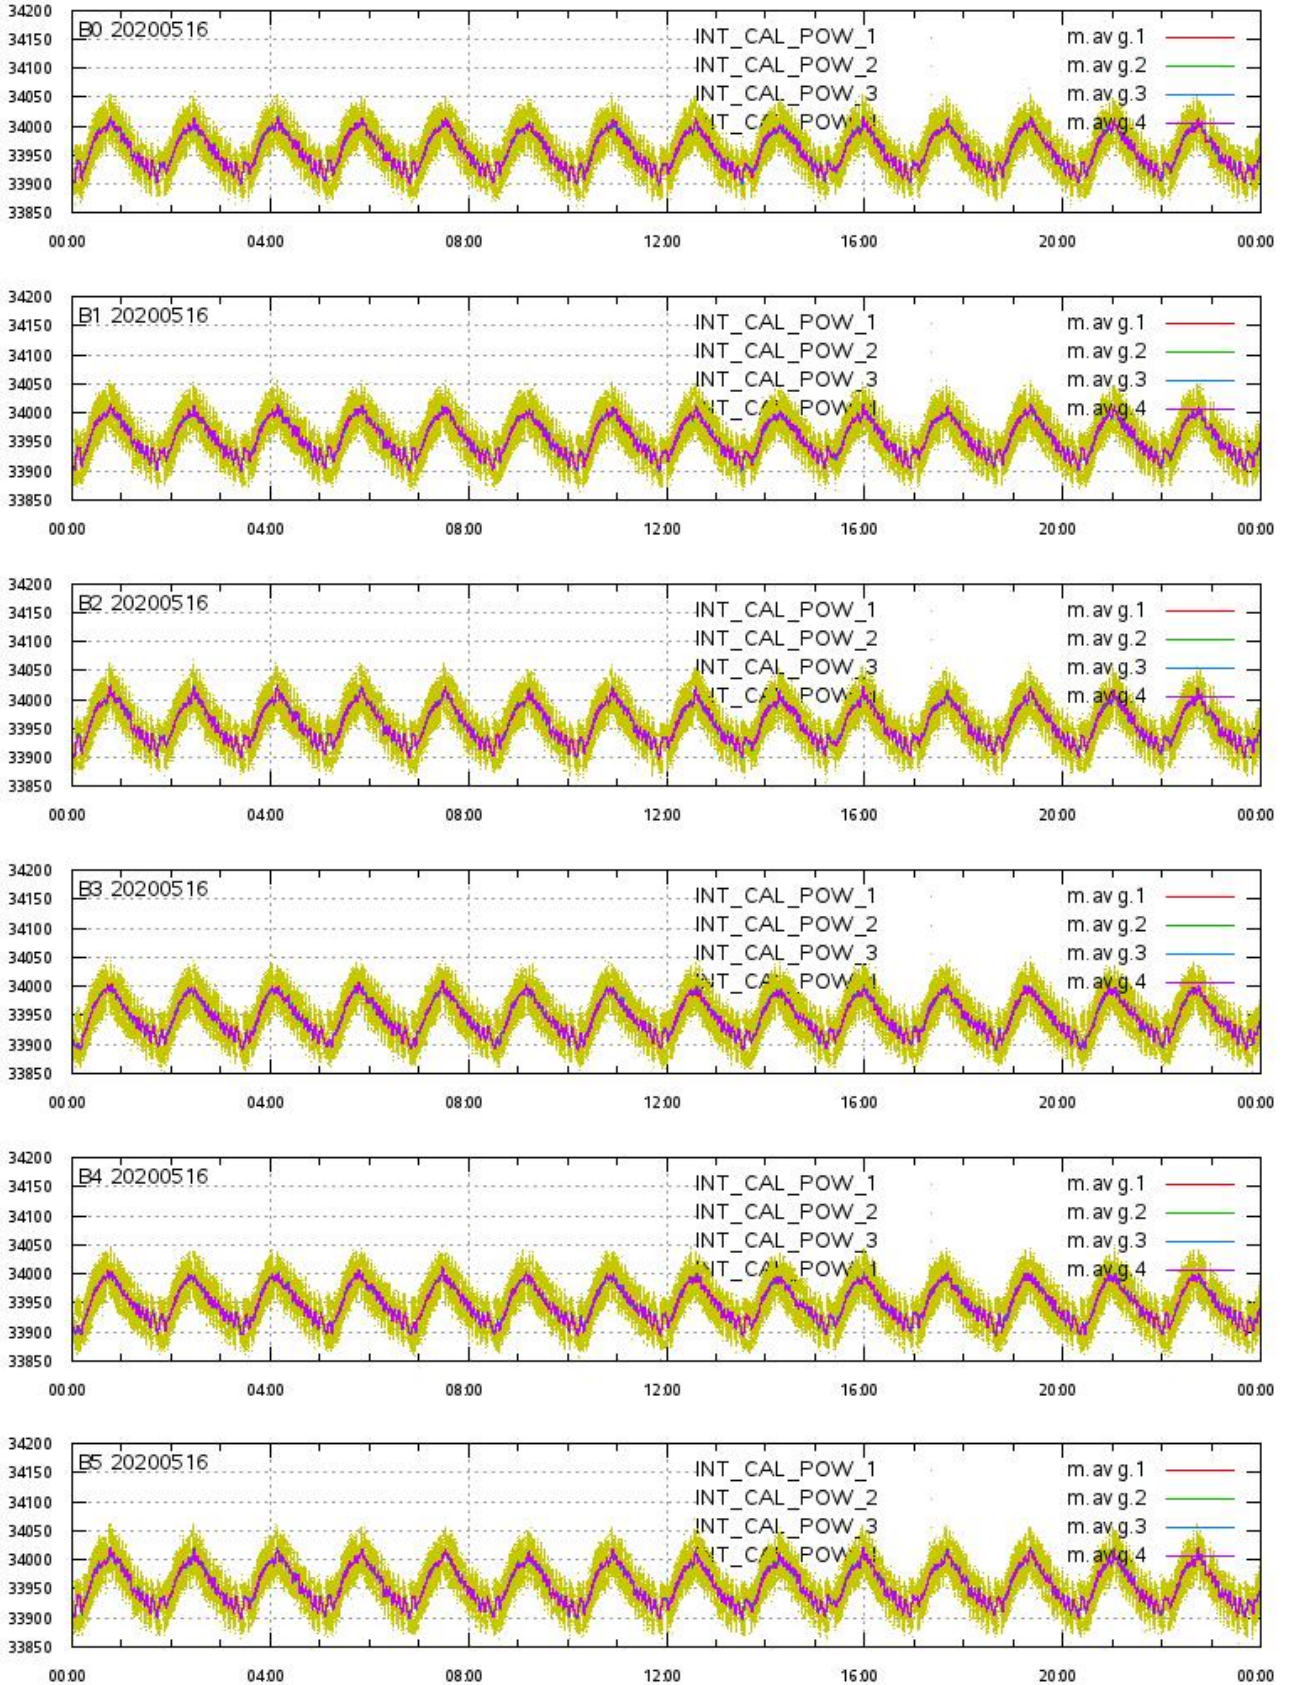 34200
B0 20200516 INT_CAL_POW_1 m.avg.1
34150
INT_CAL_POW_2 m.avg.2
34100
INT_CAL_POW_3 m.avg.3
34050
m.avg.4
34000
33950
33900
33850
00:00 04:00 08:00 12:00 16:00 20:00 00:00
34200
B1 20200516 INT_CAL_POW_1 m.avg.1
34150
INT_CAL_POW_2 m.avg.2
34100
INT_CAL_POW_3 m.avg.3
34050
m.avg.4
34000
33950
33900
33850
00:00 04:00 08:00 12:00 16:00 20:00 00:00
34200
B2 20200516 INT_CAL_POW_1 m.avg.1
34150
INT_CAL_POW_2 m.avg.2
34100
INT_CAL_POW_3 m.avg.3
34050
m.avg.4
34000
33950
33900
33850
00:00 04:00 08:00 12:00 16:00 20:00 00:00
34200
B3 20200516 INT_CAL_POW_1 m.avg.1
34150
INT_CAL_POW_2 m.avg.2
34100
INT_CAL_POW_3 m.avg.3
34050
m.avg.4
34000
33950
33900
33850
00:00 04:00 08:00 12:00 16:00 20:00 00:00
34200
B4 20200516 INT_CAL_POW_1 m.avg.1
34150
INT_CAL_POW_2 m.avg.2
34100
INT_CAL_POW_3 m.avg.3
34050
m.avg.4
34000
33950
33900
33850
00:00 04:00 08:00 12:00 16:00 20:00 00:00
34200
B5 20200516 INT_CAL_POW_1 m.avg.1
34150
INT_CAL_POW_2 m.avg.2
34100
INT_CAL_POW_3 m.avg.3
34050
m.avg.4
34000
33950
33900
33850
00:00 04:00 08:00 12:00 16:00 20:00 00:00